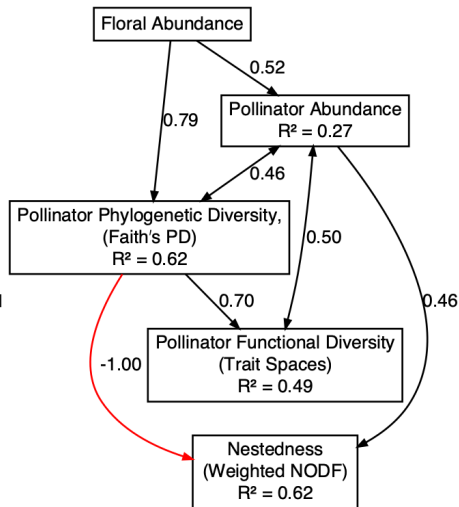 Floral Abundance
0.52
Pollinator Abundance
R² = 0.27
0.79
0.46
Pollinator Phylogenetic Diversity,
(Faith's PD)
R² = 0.62
0.50
0.70
0.46
Pollinator Functional Diversity
(Trait Spaces)
R² = 0.49
-1.00
Nestedness
(Weighted NODF)
R² = 0.62